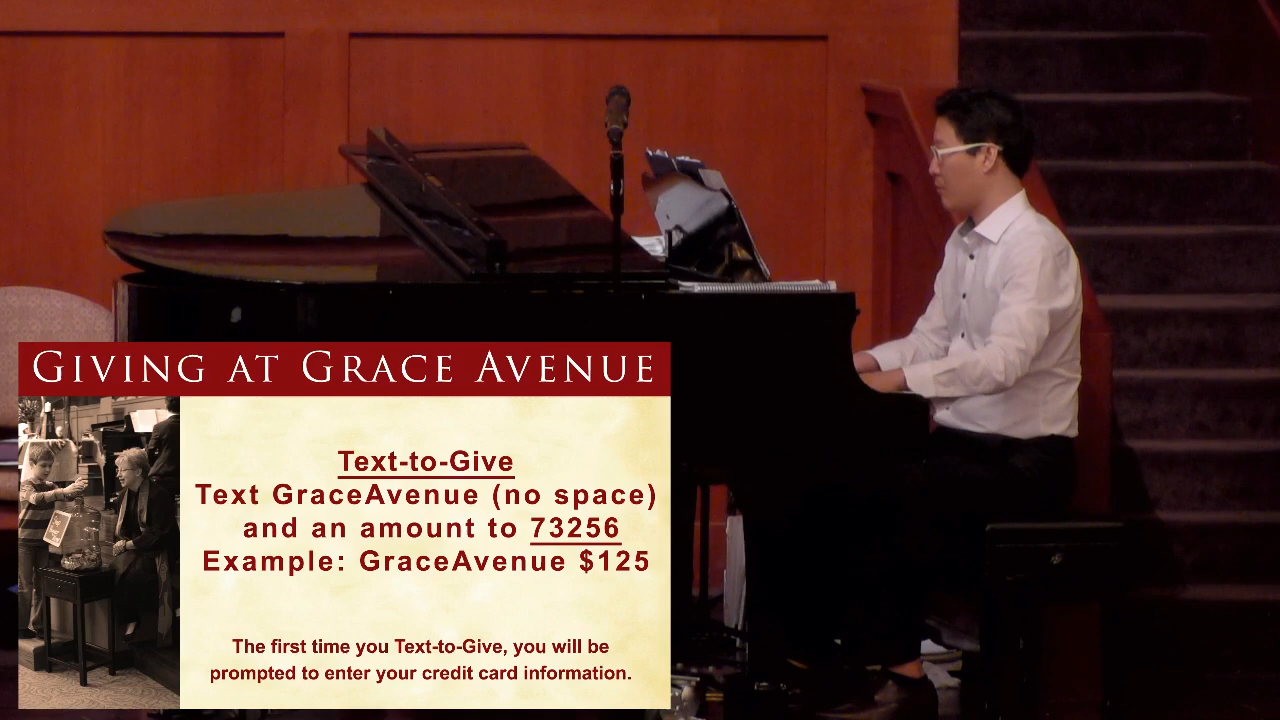 GIVING AT GRACE AVENUE
Text-to-Give
Text GraceAvenue (no space)
and an amount to 73256
Example: GraceAvenue $125
The first time you Text-to-Give, you will be
prompted to enter your credit card information.